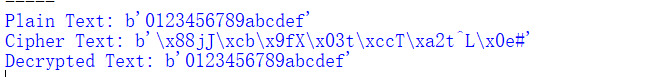 -----
Plain Text: b'0123456789abcdef'
Cipher Text: b'\x88jJ\xcb\x9fX\x03t\xccT\xa2t^L\x0e#'
Decrypted Text: b'0123456789abcdef'